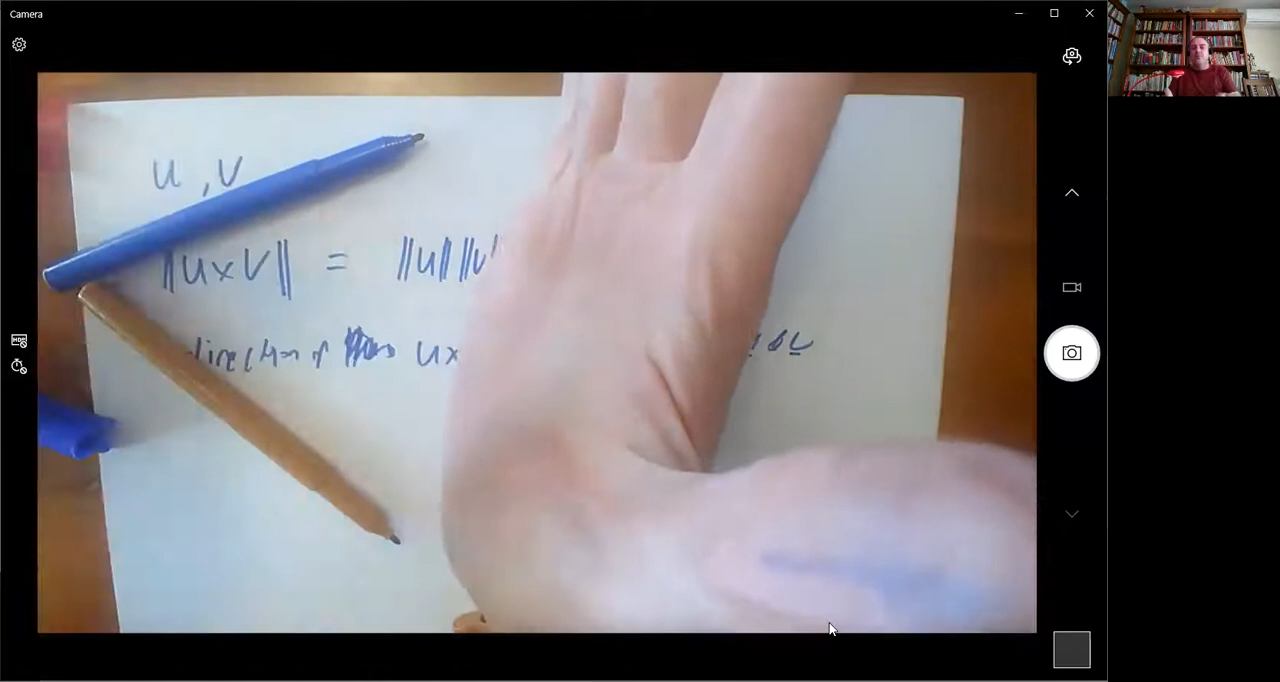 Camera
u , v
‖u×v‖ = ‖u‖‖v
direction of u×